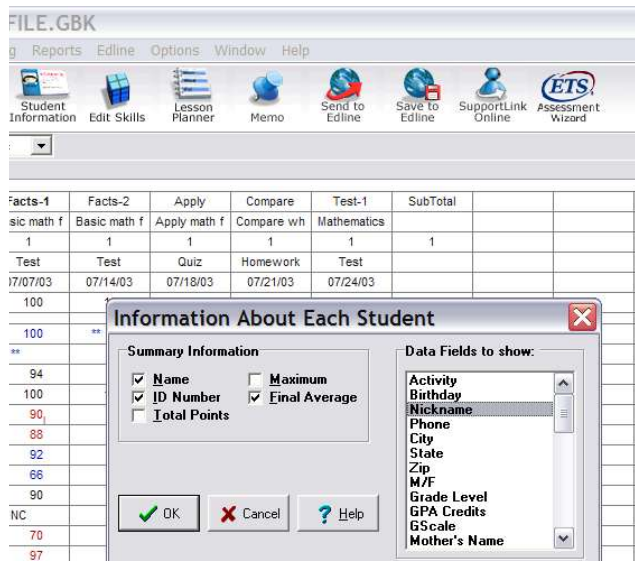 FILE.GBK
g Reports Edline Options Window Help
Student Information Edit Skills Lesson Planner Memo Send to Edline Save to Edline SupportLink Online ETS Assessment Wizard
Facts-1 Facts-2 Apply Compare Test-1 SubTotal
asic math f Basic math f Apply math f Compare wh Mathematics
1 1 1 1 1 1
Test Test Quiz Homework Test
07/07/03 07/14/03 07/18/03 07/21/03 07/24/03
100
100 **
**
94
100
90
88
92
66
90
NC
70
97
Information About Each Student
Summary Information
Name Maximum
ID Number Final Average
Total Points
OK Cancel Help
Data Fields to show:
Activity
Birthday
Nickname
Phone
City
State
Zip
M/F
Grade Level
GPA Credits
GScale
Mother's Name